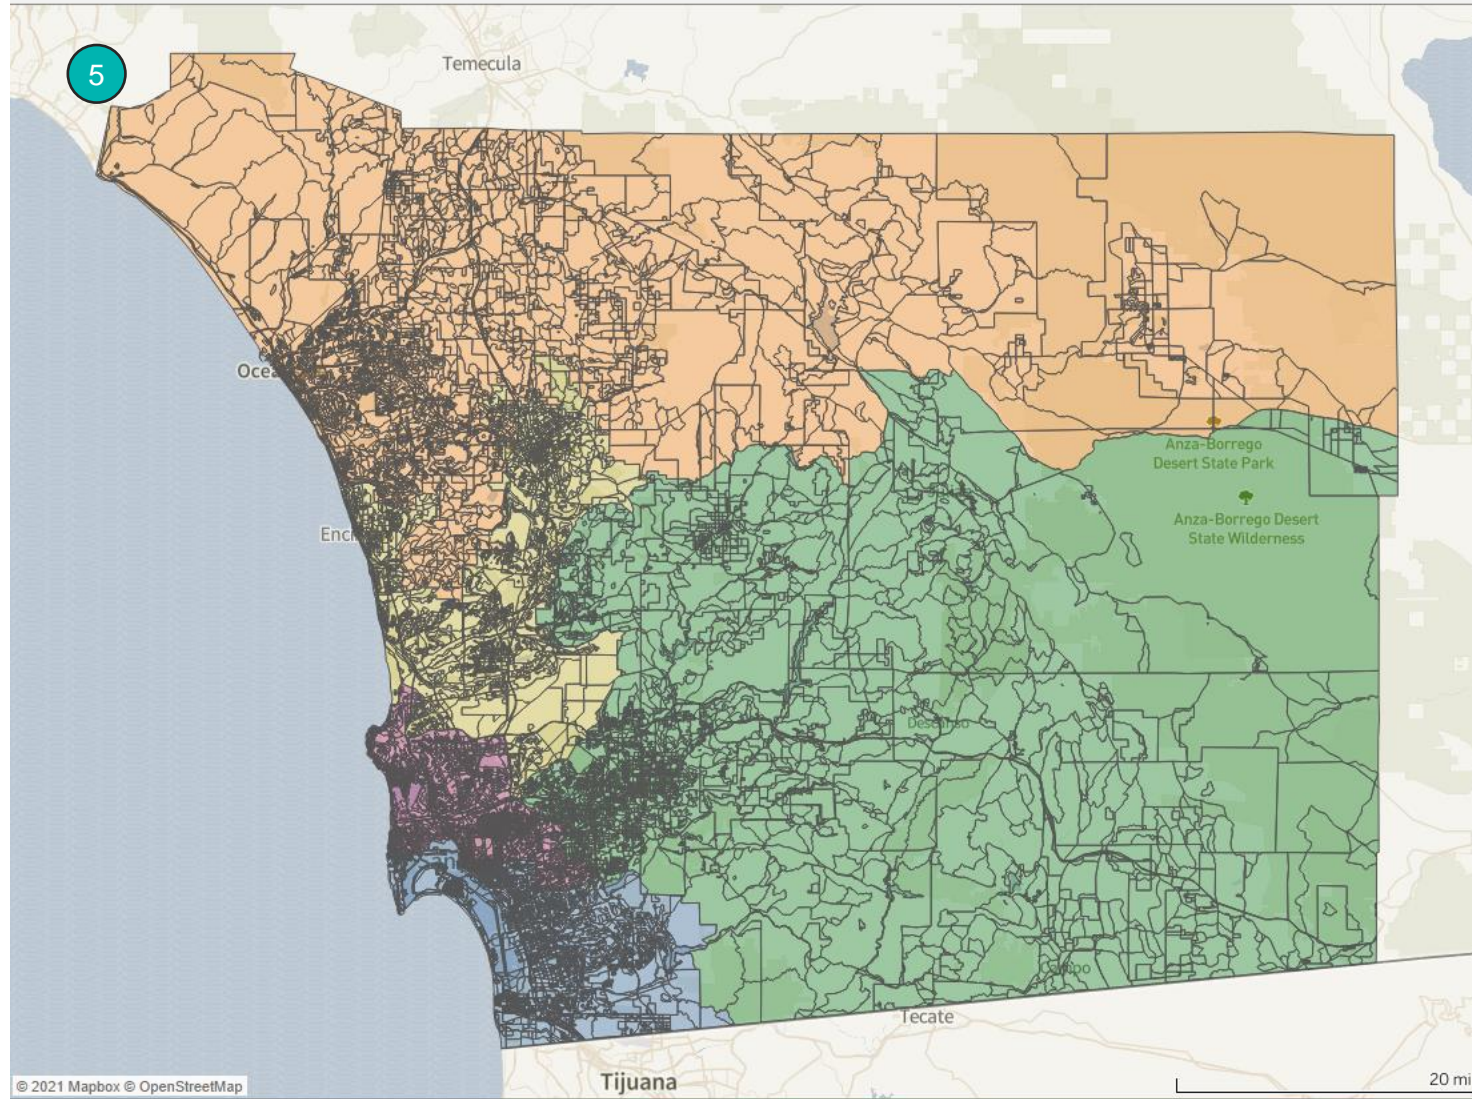 5
Temecula
Anza-Borrego
Desert State Park
Anza-Borrego Desert
State Wilderness
Tecate
Tijuana
© 2021 Mapbox © OpenStreetMap
20 mi